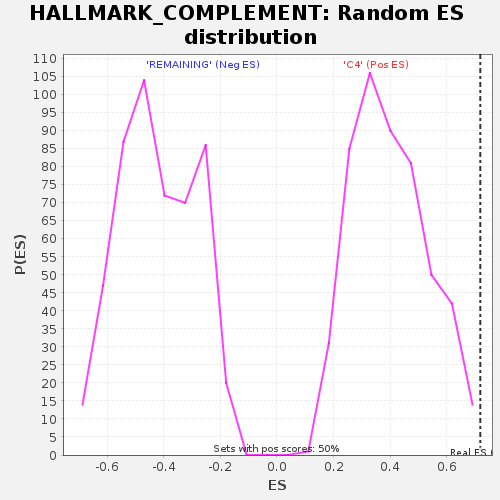 HALLMARK_COMPLEMENT: Random ES
distribution
'REMAINING' (Neg ES)
'C4' (Pos ES)
110
105
100
95
90
85
80
75
70
65
60
55
50
45
40
35
30
25
20
15
10
5
0
P(ES)
Sets with pos scores: 50%
Real ES
-0.6 -0.4 -0.2 0.0 0.2 0.4 0.6
ES